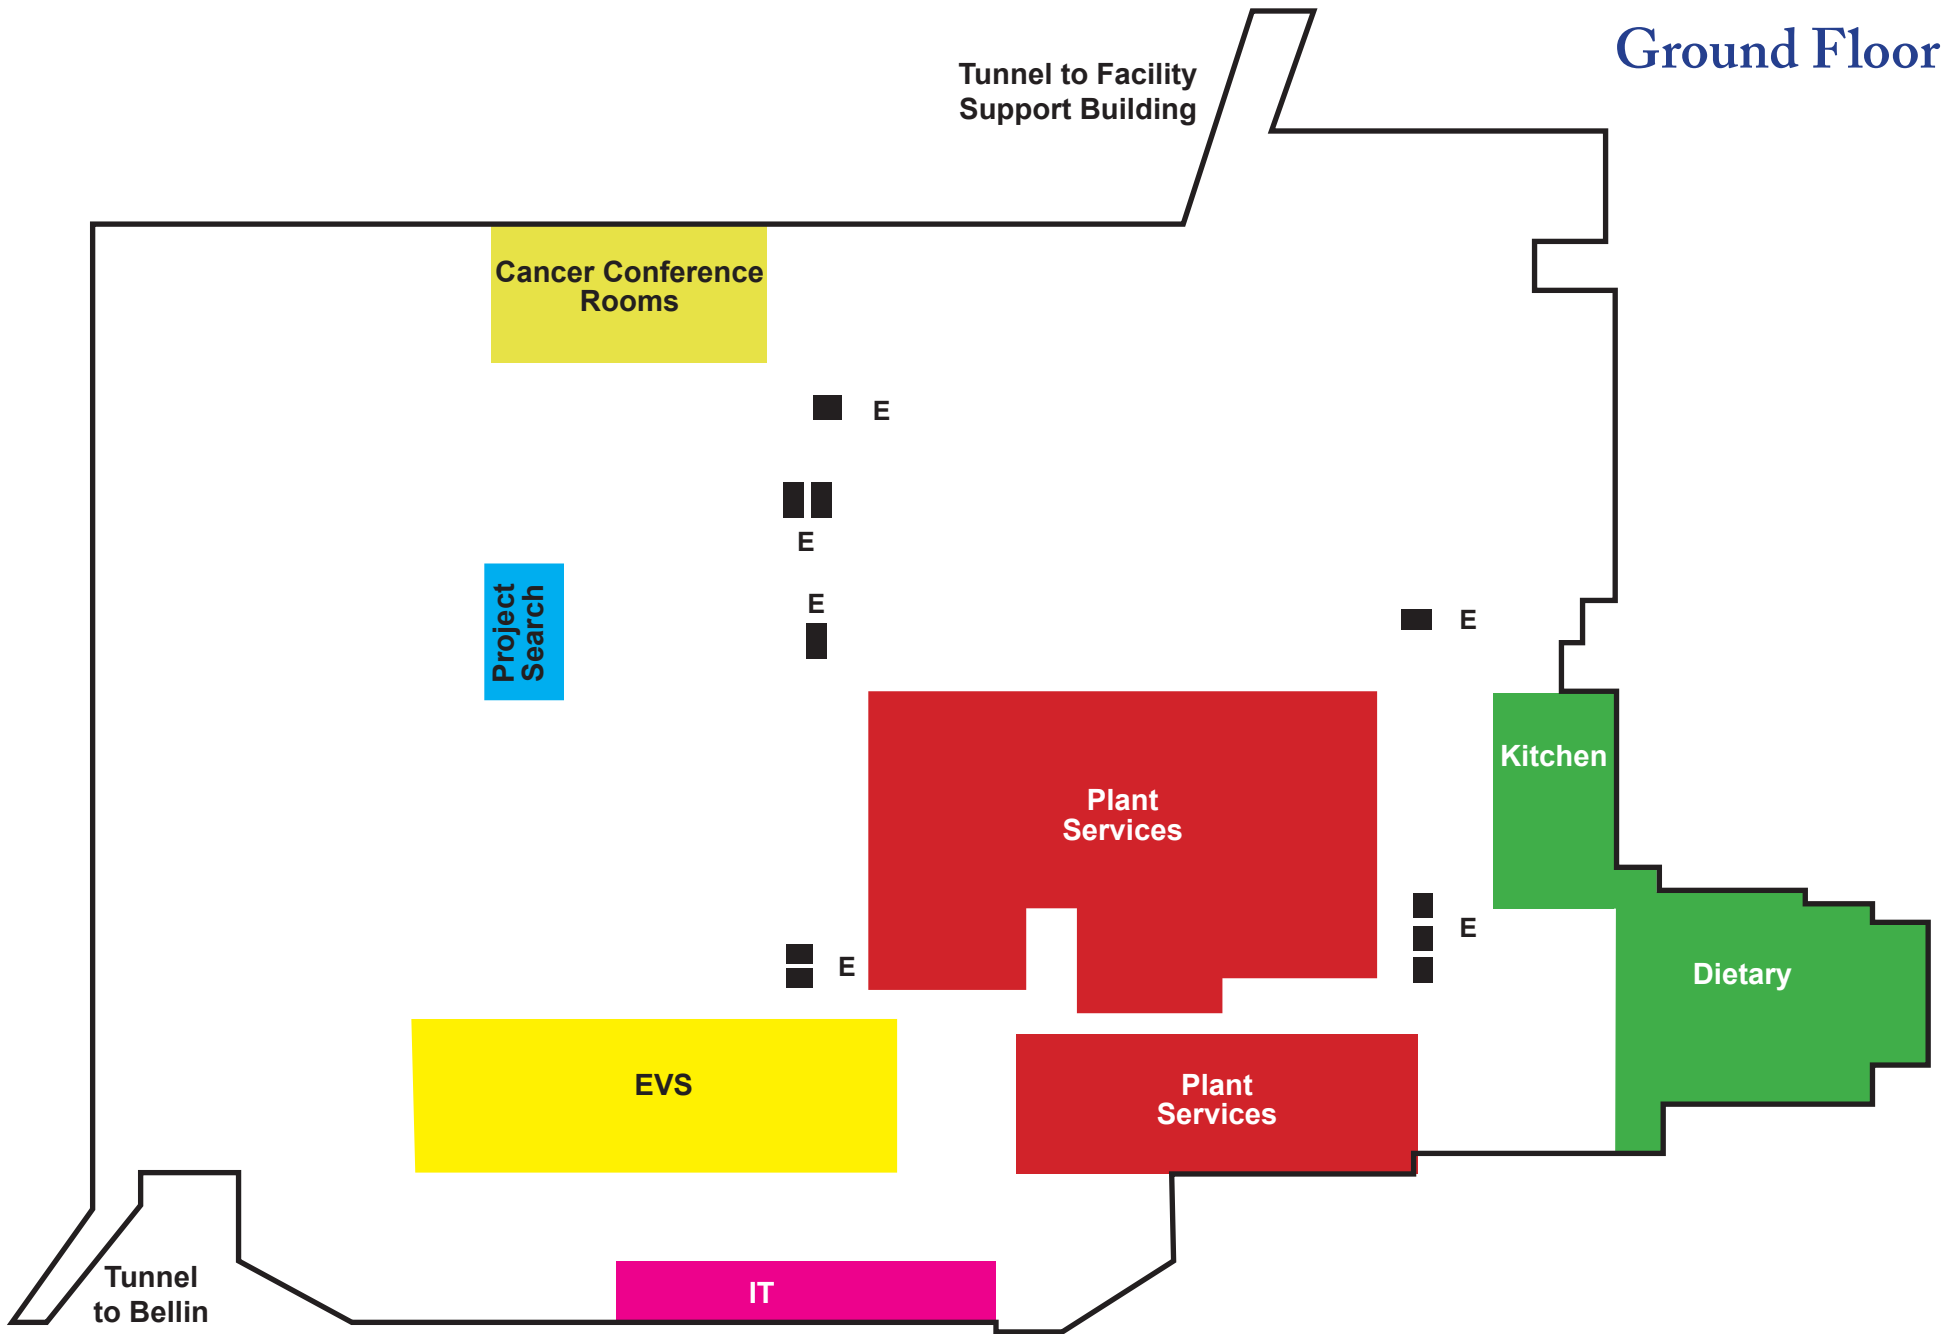 Ground Floor
Tunnel to Facility
Support Building
Cancer Conference
Rooms
E
E
E
E
Project
Search
Kitchen
Plant
Services
E
E
Dietary
EVS
Plant
Services
Tunnel
to Bellin
IT